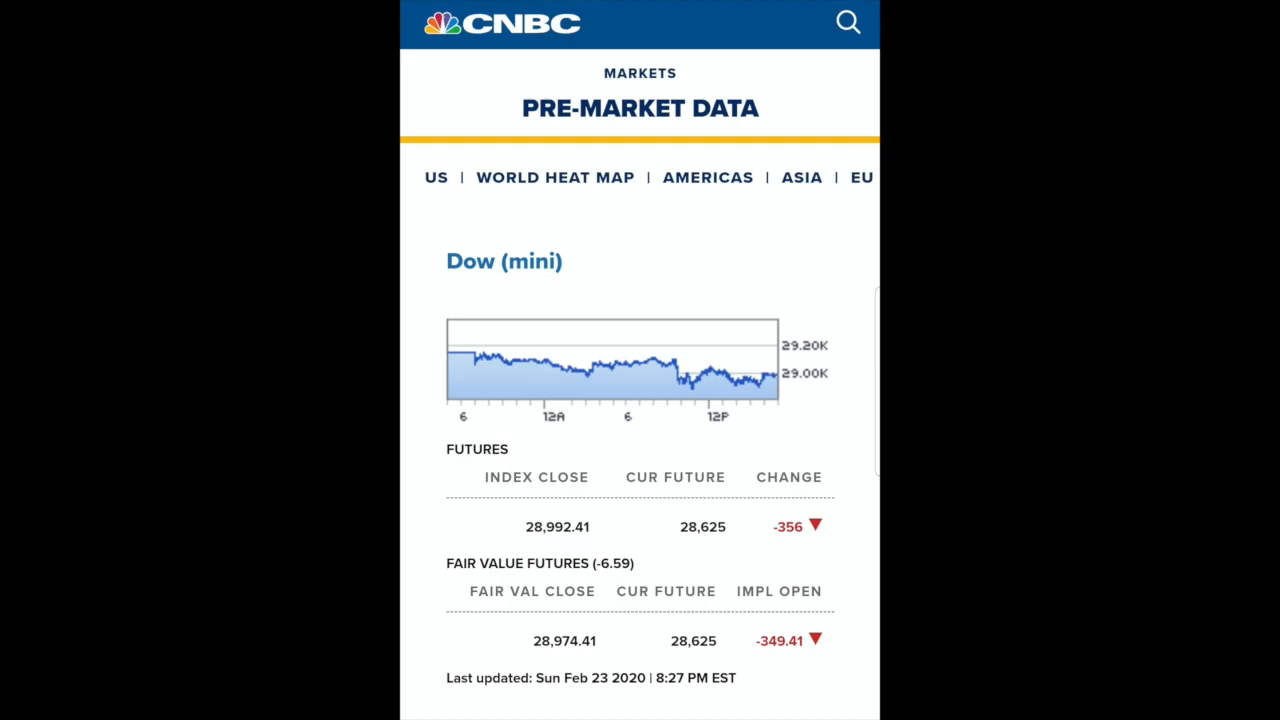 CNBC
MARKETS
PRE-MARKET DATA
US | WORLD HEAT MAP | AMERICAS | ASIA | EU
Dow (mini)
29.20K
29.00K
6 12A 6 12P
FUTURES
INDEX CLOSE CUR FUTURE CHANGE
28,992.41 28,625 -356 ▼
FAIR VALUE FUTURES (-6.59)
FAIR VAL CLOSE CUR FUTURE IMPL OPEN
28,974.41 28,625 -349.41 ▼
Last updated: Sun Feb 23 2020 | 8:27 PM EST